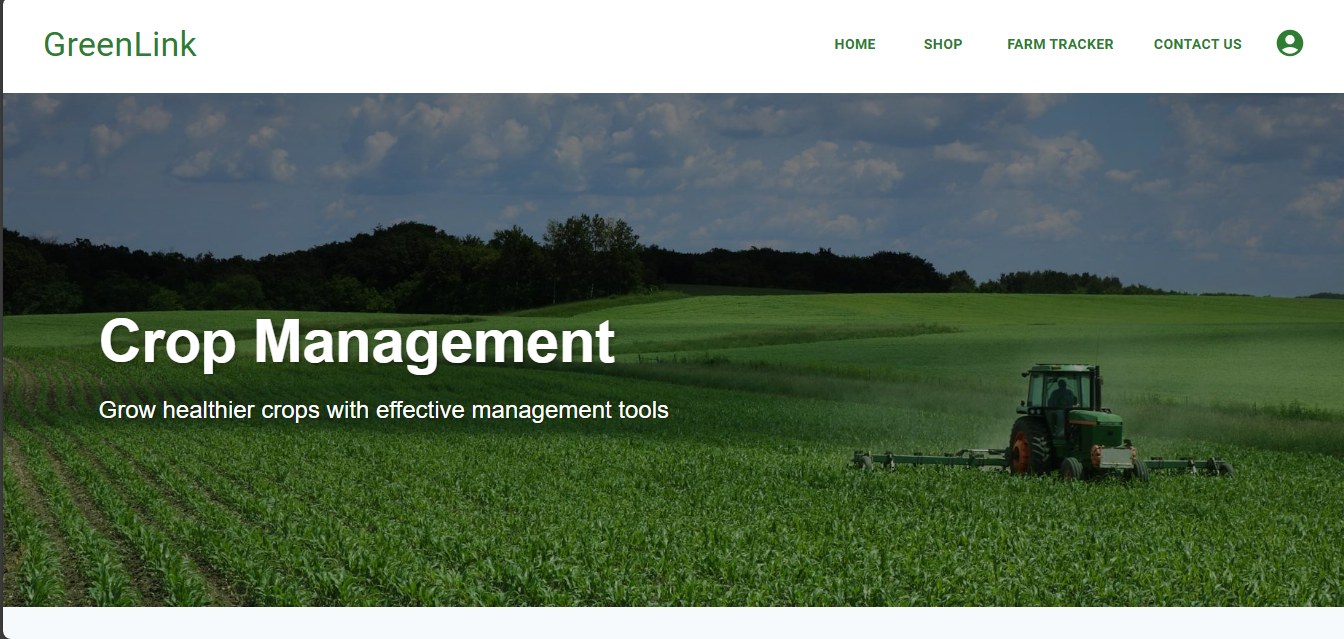 GreenLink
HOME SHOP FARM TRACKER CONTACT US
Crop Management
Grow healthier crops with effective management tools